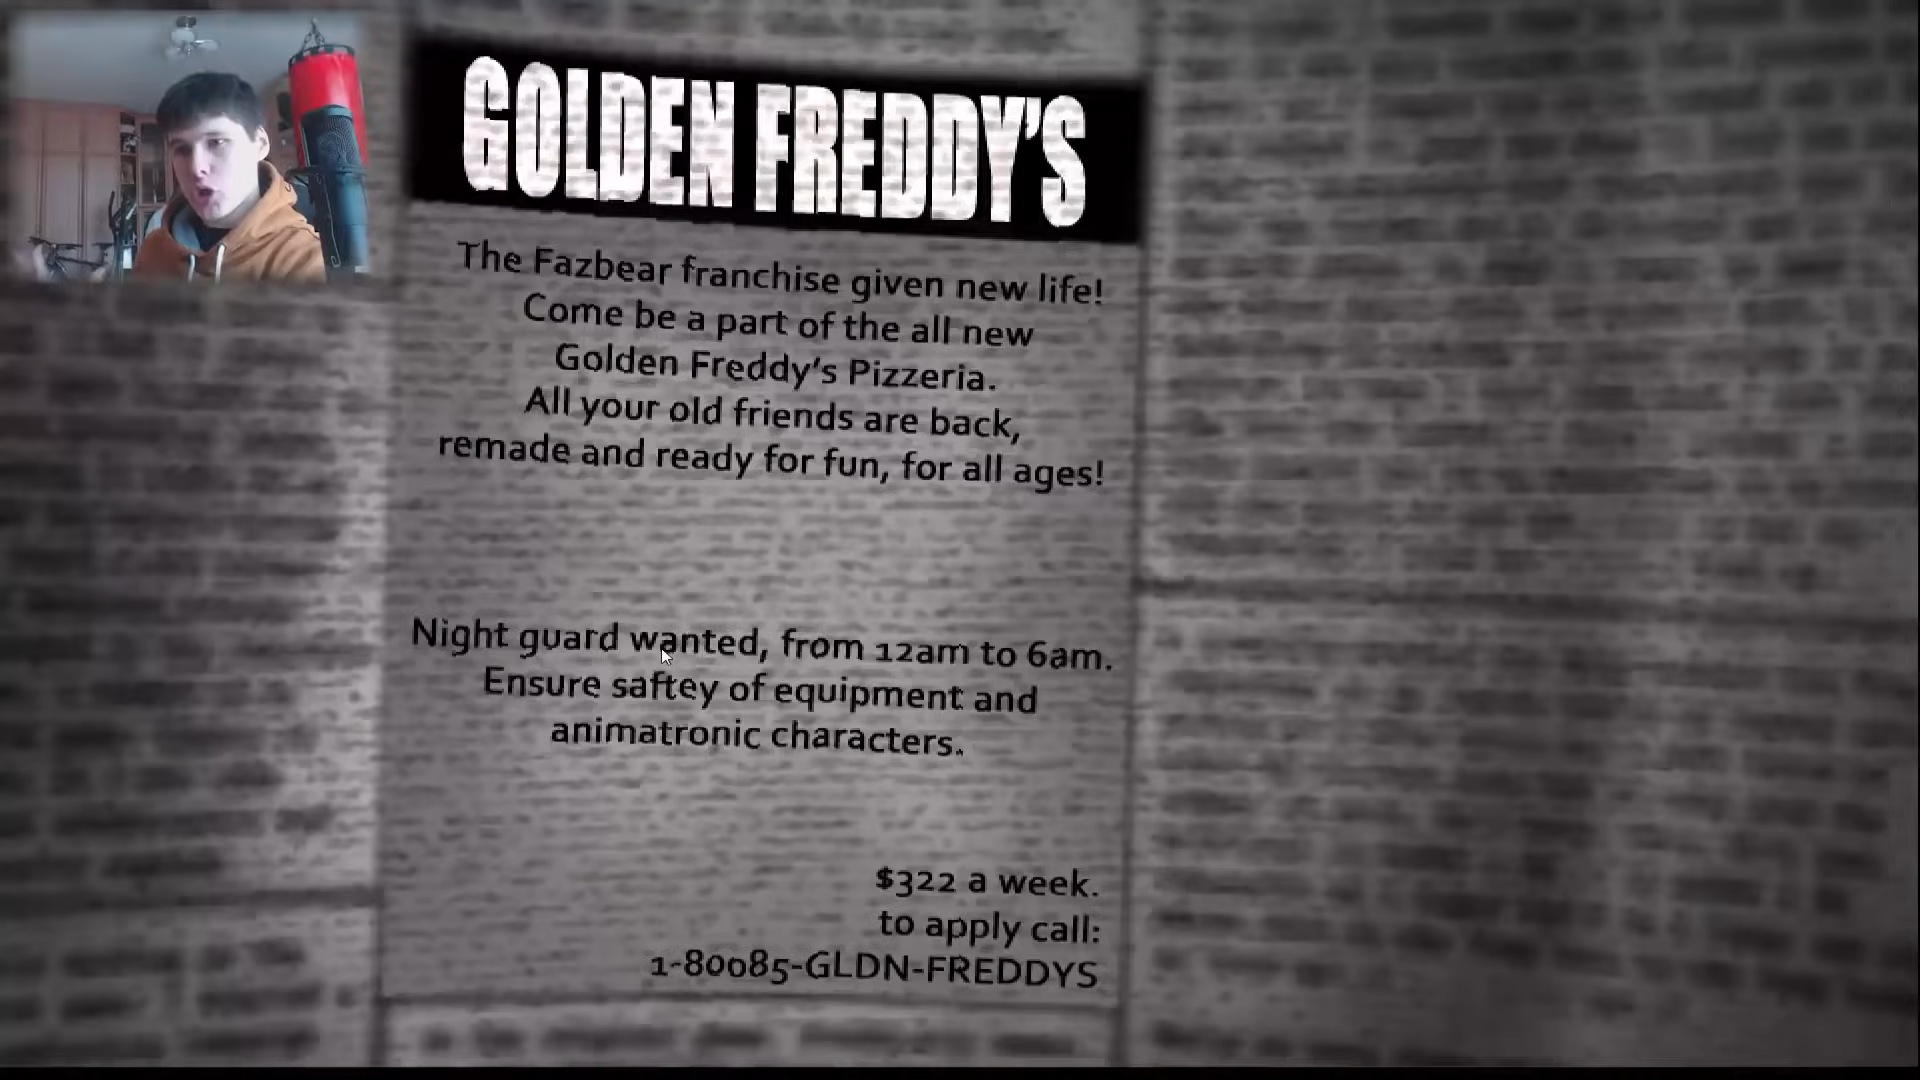 GOLDEN FREDDY'S
The Fazbear franchise given new life!
Come be a part of the all new
Golden Freddy's Pizzeria.
All your old friends are back,
remade and ready for fun, for all ages!
Night guard wanted, from 12am to 6am.
Ensure saftey of equipment and
animatronic characters.
$322 a week.
to apply call:
1-80085-GLDN-FREDDYS